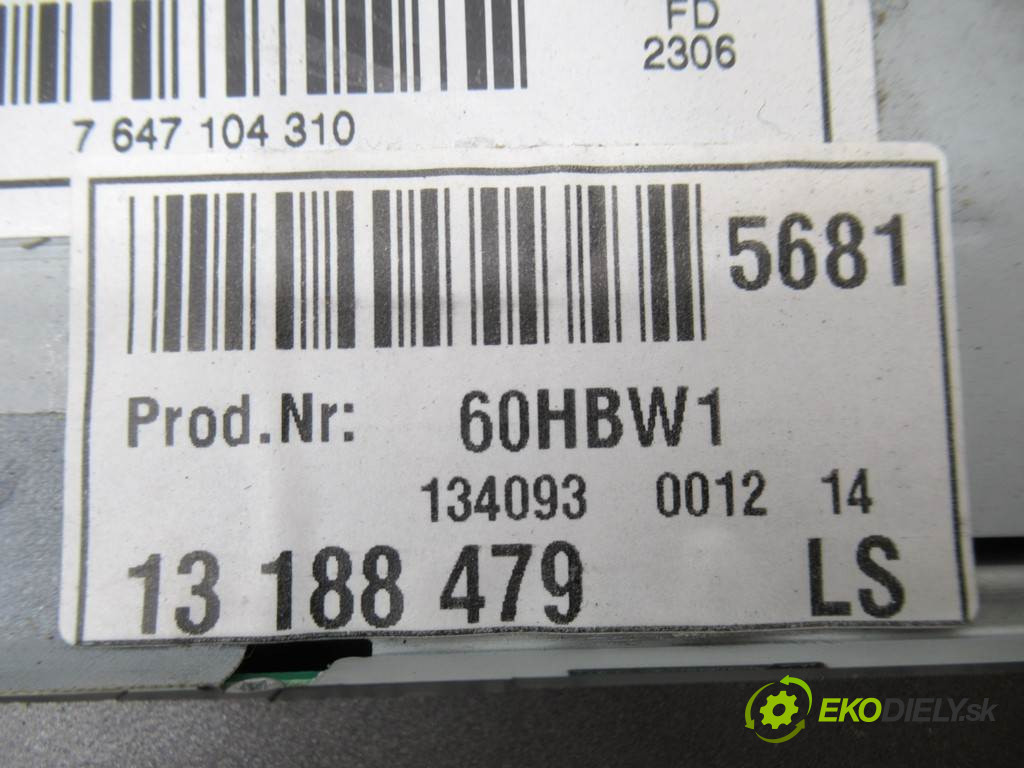 FD
2306
7 647 104 310
5681
Prod.Nr: 60HBW1
134093 0012 14
13 188 479 LS
EKODIELY.sk